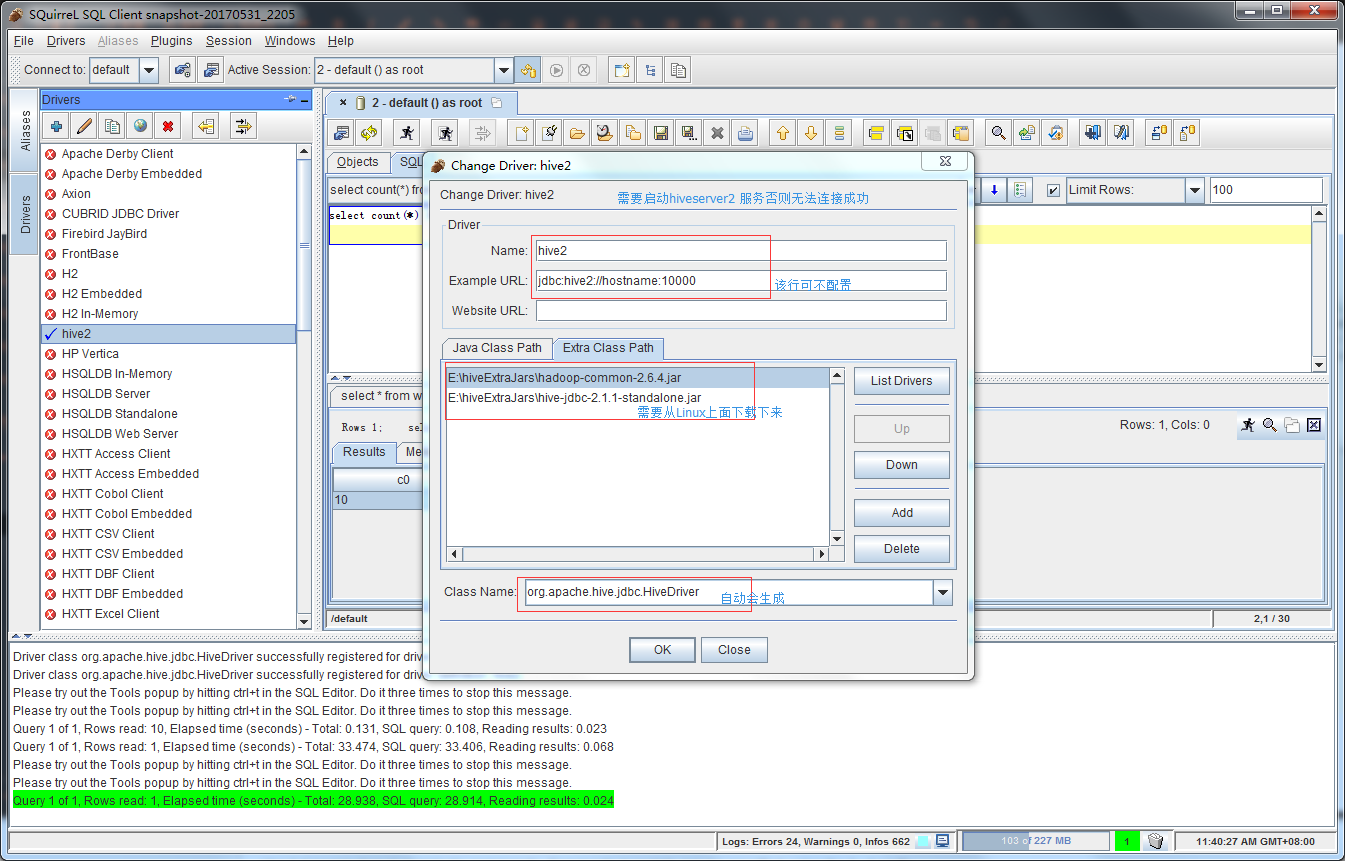 SQuirreL SQL Client snapshot-20170531_2205
File Drivers Aliases Plugins Session Windows Help
Connect to: default Active Session: 2 - default () as root
Aliases
Drivers
Drivers
Apache Derby Client
Apache Derby Embedded
Axion
CUBRID JDBC Driver
Firebird JayBird
FrontBase
H2
H2 Embedded
H2 In-Memory
hive2
HP Vertica
HSQLDB In-Memory
HSQLDB Server
HSQLDB Standalone
HSQLDB Web Server
HXTT Access Client
HXTT Access Embedded
HXTT Cobol Client
HXTT Cobol Embedded
HXTT CSV Client
HXTT CSV Embedded
HXTT DBF Client
HXTT DBF Embedded
HXTT Excel Client
2 - default () as root
Objects SQL
select count(*) fro
Limit Rows: 100
select count(*)
Change Driver: hive2
Change Driver: hive2
需要启动hiveserver2 服务否则无法连接成功
Driver
Name: hive2
Example URL: jdbc:hive2://hostname:10000
该行可不配置
Website URL:
Java Class Path Extra Class Path
E:\hiveExtraJars\hadoop-common-2.6.4.jar
E:\hiveExtraJars\hive-jdbc-2.1.1-standalone.jar
需要从Linux上面下载下来
List Drivers
Up
Down
Add
Delete
Class Name: org.apache.hive.jdbc.HiveDriver
自动会生成
OK Close
select * from w
Rows 1; sel
Rows: 1, Cols: 0
Results Me
c0
10
/default
2,1 / 30
Driver class org.apache.hive.jdbc.HiveDriver successfully registered for driv
Driver class org.apache.hive.jdbc.HiveDriver successfully registered for driv
Please try out the Tools popup by hitting ctrl+t in the SQL Editor. Do it three times to stop this message.
Please try out the Tools popup by hitting ctrl+t in the SQL Editor. Do it three times to stop this message.
Query 1 of 1, Rows read: 10, Elapsed time (seconds) - Total: 0.131, SQL query: 0.108, Reading results: 0.023
Query 1 of 1, Rows read: 1, Elapsed time (seconds) - Total: 33.474, SQL query: 33.406, Reading results: 0.068
Please try out the Tools popup by hitting ctrl+t in the SQL Editor. Do it three times to stop this message.
Please try out the Tools popup by hitting ctrl+t in the SQL Editor. Do it three times to stop this message.
Query 1 of 1, Rows read: 1, Elapsed time (seconds) - Total: 28.938, SQL query: 28.914, Reading results: 0.024
Logs: Errors 24, Warnings 0, Infos 662
103 of 227 MB
1
11:40:27 AM GMT+08:00